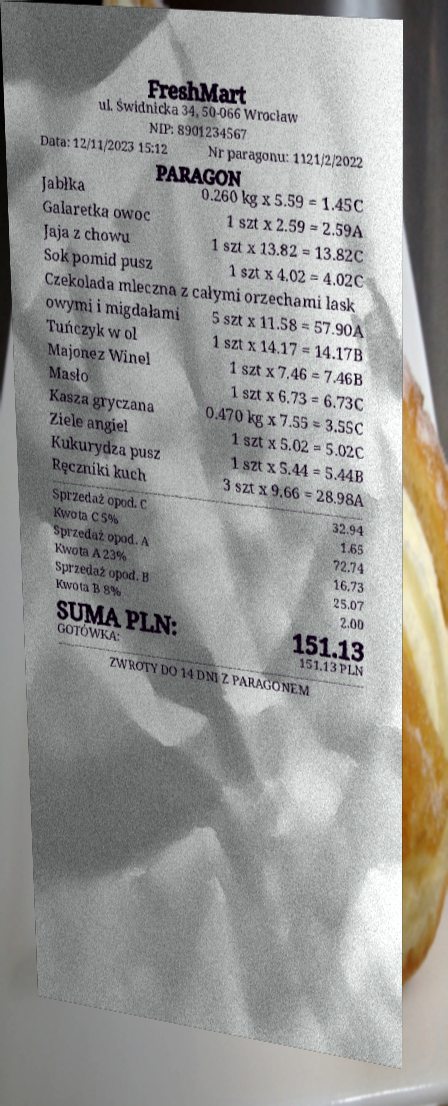 FreshMart
ul. Świdnicka 34, 50-066 Wrocław
NIP: 8901234567
Data: 12/11/2023 15:12 Nr paragonu: 1121/2/2022
PARAGON
Jabłka 0.260 kg x 5.59 = 1.45C
Galaretka owoc 1 szt x 2.59 = 2.59A
Jaja z chowu 1 szt x 13.82 = 13.82C
Sok pomid pusz 1 szt x 4.02 = 4.02C
Czekolada mleczna z całymi orzechami lask
owymi i migdałami 5 szt x 11.58 = 57.90A
Tuńczyk w ol 1 szt x 14.17 = 14.17B
Majonez Winel 1 szt x 7.46 = 7.46B
Masło 1 szt x 6.73 = 6.73C
Kasza gryczana 0.470 kg x 7.55 = 3.55C
Ziele angiel 1 szt x 5.02 = 5.02C
Kukurydza pusz 1 szt x 5.44 = 5.44B
Ręczniki kuch 3 szt x 9.66 = 28.98A
Sprzedaż opod. C 32.94
Kwota C 5% 1.65
Sprzedaż opod. A 72.74
Kwota A 23% 16.73
Sprzedaż opod. B 25.07
Kwota B 8% 2.00
SUMA PLN: 151.13
GOTÓWKA: 151.13 PLN
ZWROTY DO 14 DNI Z PARAGONEM